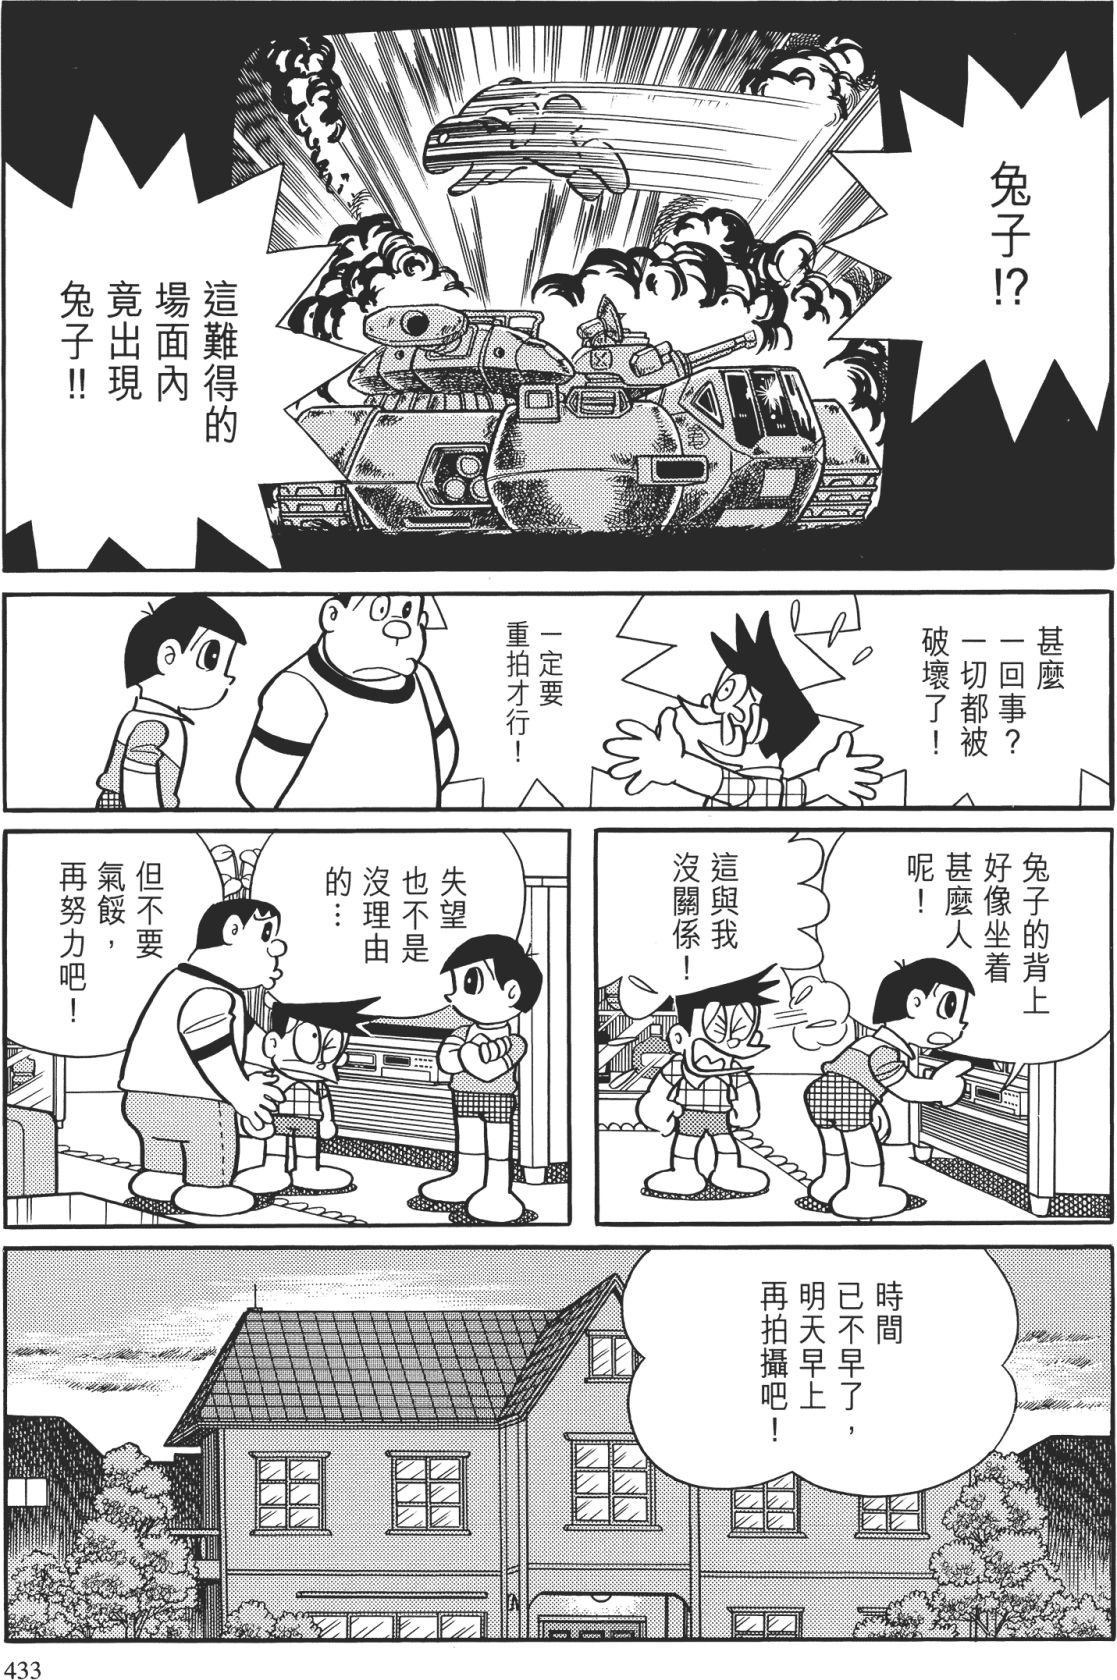 兔子!?
這難得的
場面內
竟出現
兔子!!
甚麼
一回事？
一切都被
破壞了！
一定要
重拍才行！
兔子的背上
好像坐着
甚麼人
呢！
這與我
沒關係！
失望
也不是
沒理由
的…
但不要
氣餒，
再努力吧！
時間
已不早了，
明天早上
再拍攝吧！
433